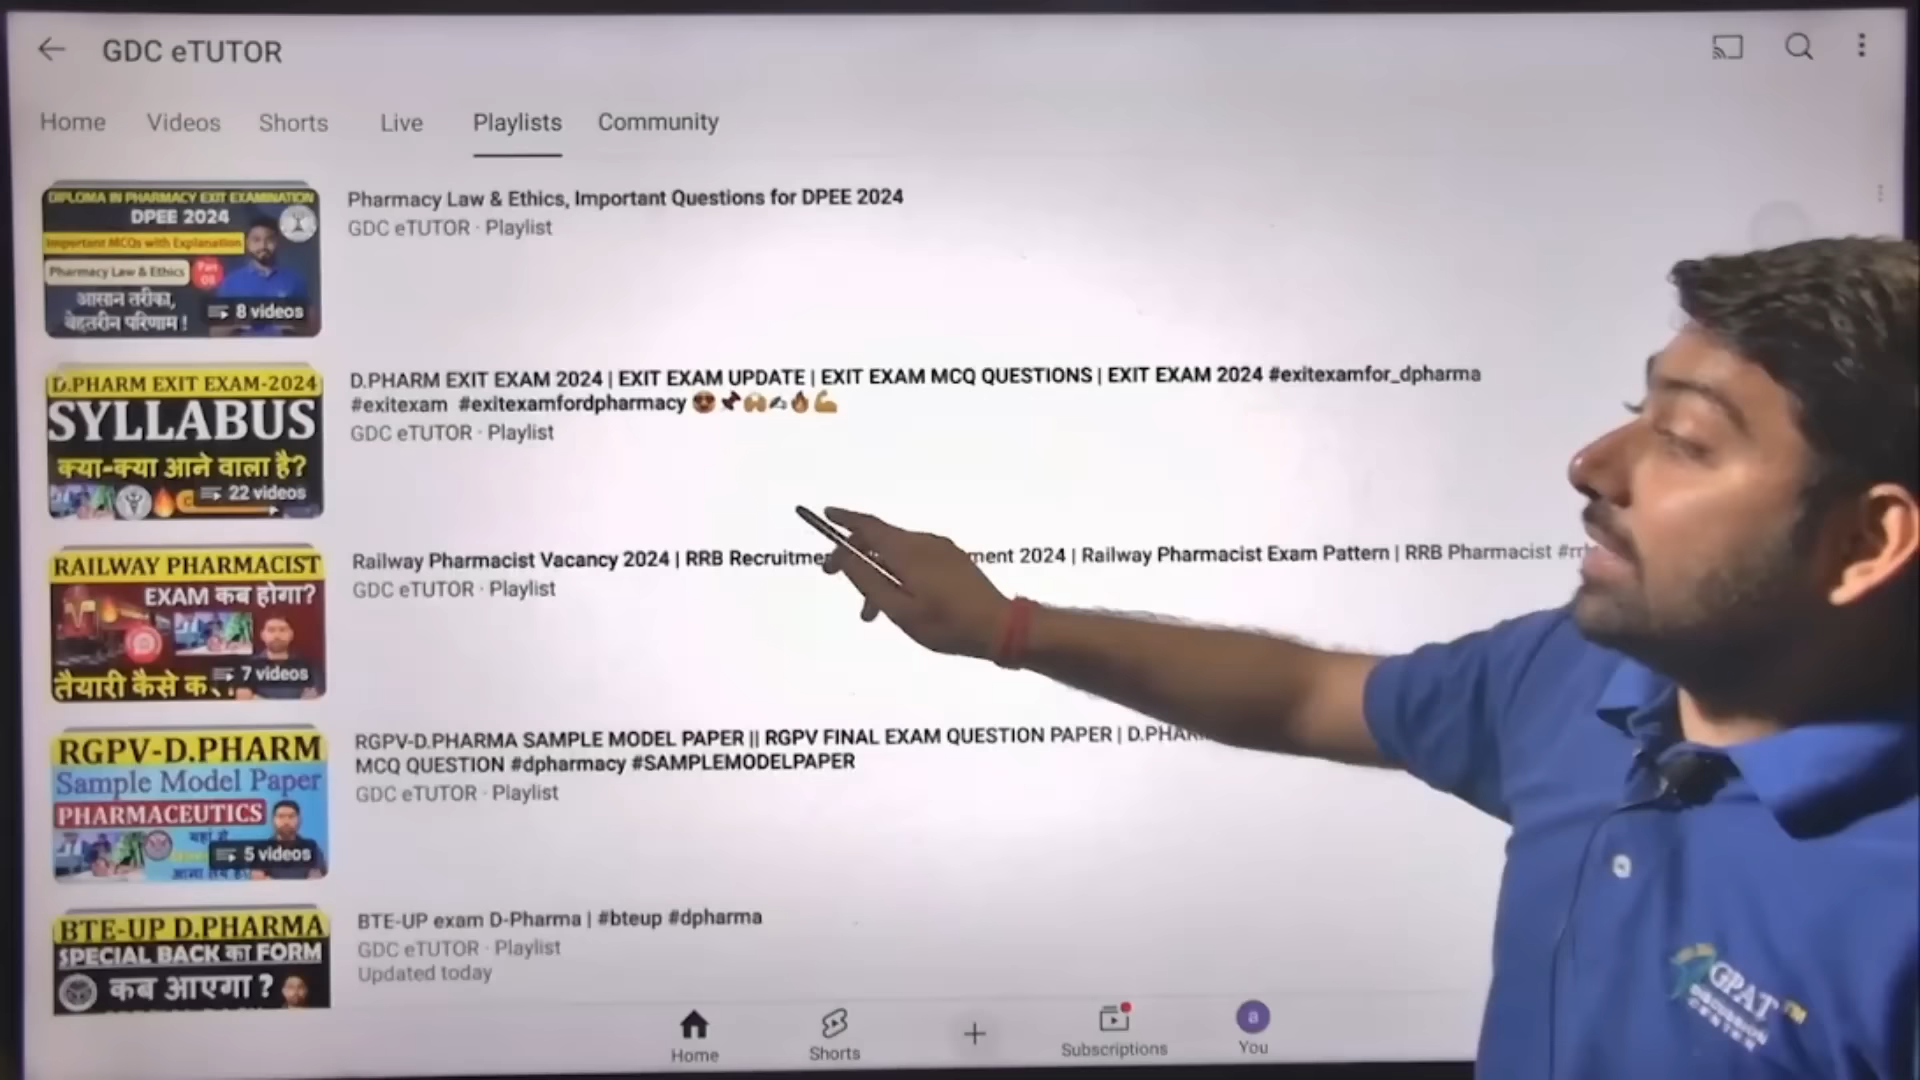 GDC eTUTOR
Home Videos Shorts Live Playlists Community
DIPLOMA IN PHARMACY EXIT EXAMINATION
DPEE 2024
Important MCQs with Explanation
Pharmacy Law & Ethics
आसान तरीका,
बेहतरीन परिणाम !
8 videos
Pharmacy Law & Ethics, Important Questions for DPEE 2024
GDC eTUTOR · Playlist
D.PHARM EXIT EXAM-2024
SYLLABUS
क्या-क्या आने वाला है?
22 videos
D.PHARM EXIT EXAM 2024 | EXIT EXAM UPDATE | EXIT EXAM MCQ QUESTIONS | EXIT EXAM 2024 #exitexamfor_dpharma
#exitexam #exitexamfordpharmacy 😍📌🙌✍🔥💪
GDC eTUTOR · Playlist
RAILWAY PHARMACIST
EXAM कब होगा?
तैयारी कैसे
7 videos
Railway Pharmacist Vacancy 2024 | RRB 2024 | Railway Pharmacist Exam Pattern | RRB Pharmacist
GDC eTUTOR · Playlist
RGPV-D.PHARM
Sample Model Paper
PHARMACEUTICS
5 videos
RGPV-D.PHARMA SAMPLE MODEL PAPER || RGPV FINAL EXAM QUESTION PAPER |
MCQ QUESTION #dpharmacy #SAMPLEMODELPAPER
GDC eTUTOR · Playlist
BTE-UP D.PHARMA
SPECIAL BACK का FORM
कब आएगा ?
BTE-UP exam D-Pharma | #bteup #dpharma
GDC eTUTOR · Playlist
Updated today
Home Shorts Subscriptions You
a
GPAT™
DISCUSSION
CENTER